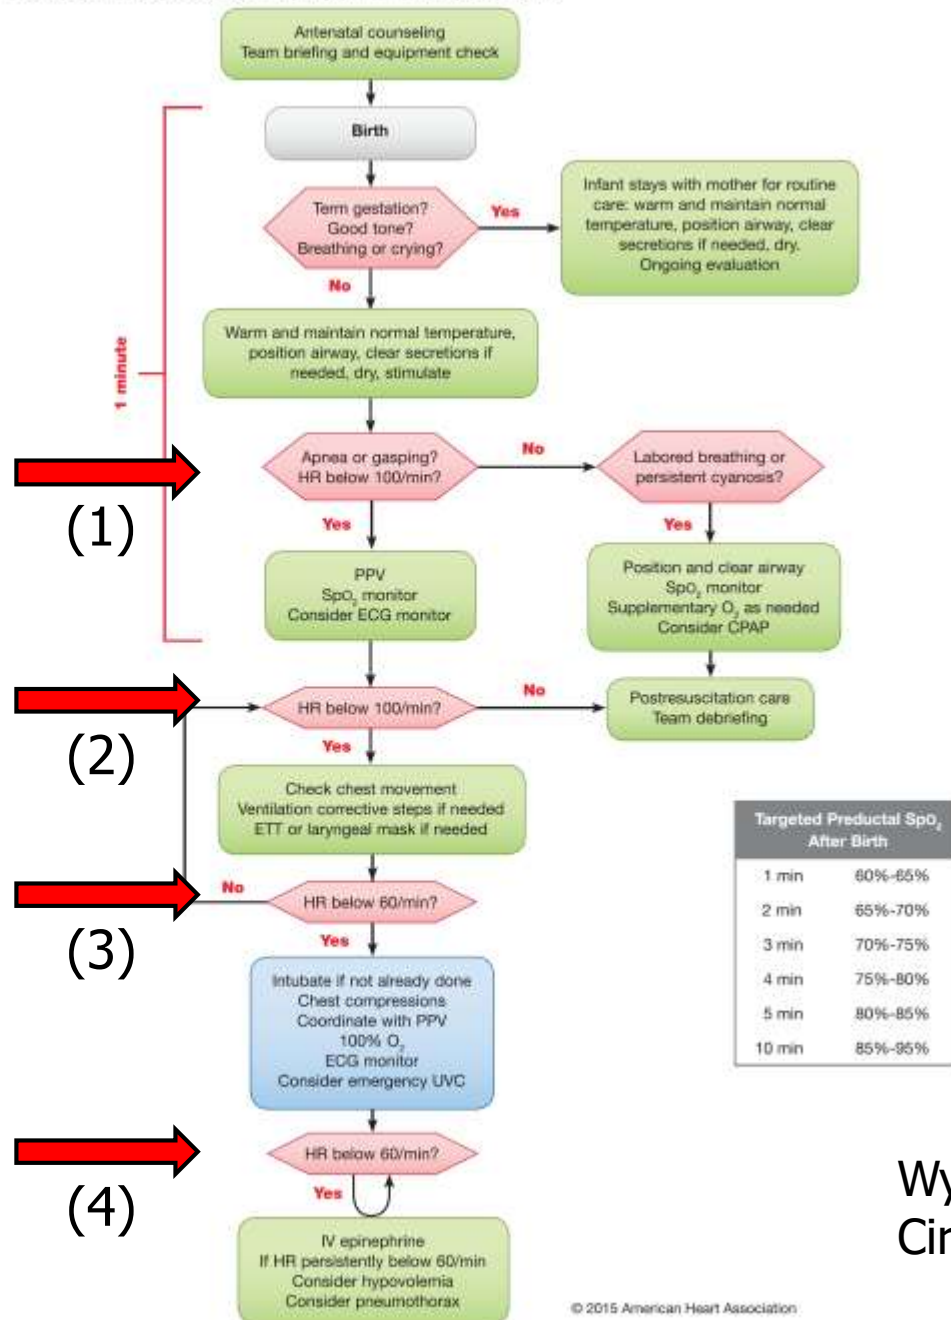 Antenatal counseling
Team briefing and equipment check
Birth
1 minute
Term gestation?
Good tone?
Breathing or crying?
Yes
Infant stays with mother for routine
care: warm and maintain normal
temperature, position airway, clear
secretions if needed, dry.
Ongoing evaluation
No
Warm and maintain normal temperature,
position airway, clear secretions if
needed, dry, stimulate
(1)
Apnea or gasping?
HR below 100/min?
No
Labored breathing or
persistent cyanosis?
Yes
Yes
PPV
SpO₂ monitor
Consider ECG monitor
Position and clear airway
SpO₂ monitor
Supplementary O₂ as needed
Consider CPAP
(2)
HR below 100/min?
No
Postresuscitation care
Team debriefing
Yes
Check chest movement
Ventilation corrective steps if needed
ETT or laryngeal mask if needed
(3)
No
HR below 60/min?
Yes
Intubate if not already done
Chest compressions
Coordinate with PPV
100% O₂
ECG monitor
Consider emergency UVC
Targeted Preductal SpO₂
After Birth
1 min 60%-65%
2 min 65%-70%
3 min 70%-75%
4 min 75%-80%
5 min 80%-85%
10 min 85%-95%
(4)
HR below 60/min?
Yes
IV epinephrine
If HR persistently below 60/min
Consider hypovolemia
Consider pneumothorax
Wy
Cir
© 2015 American Heart Association